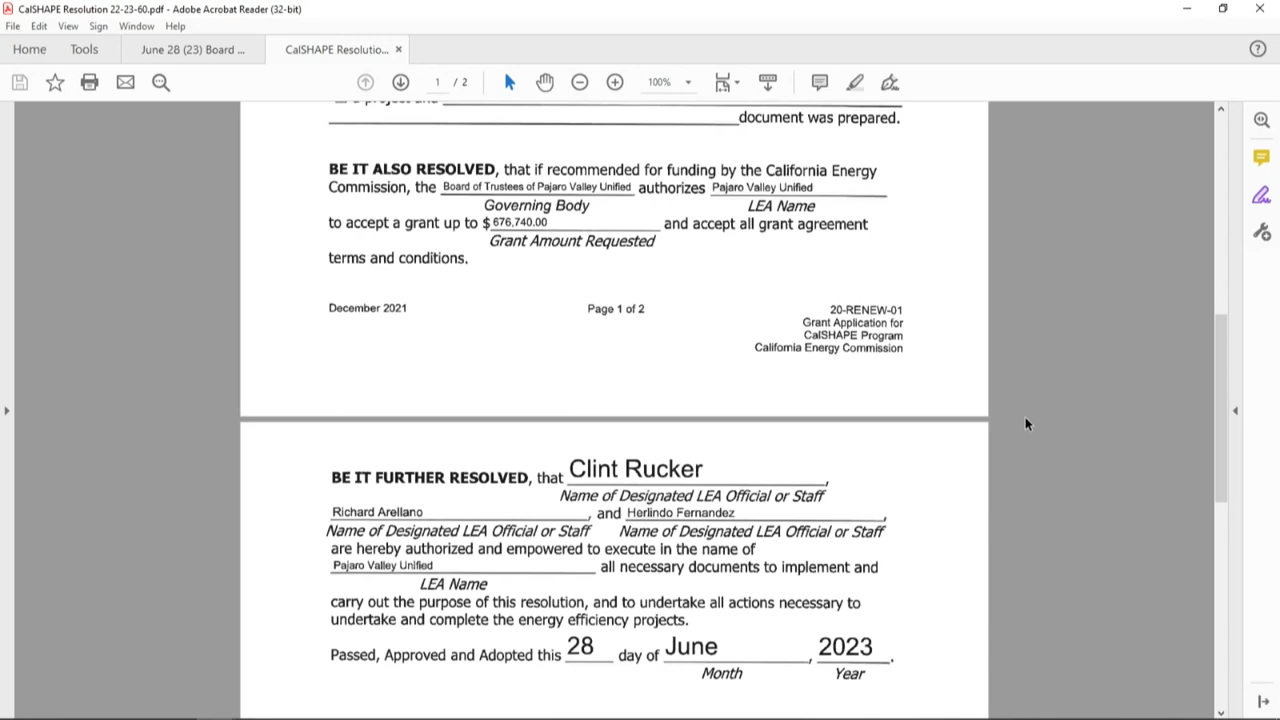 CalSHAPE Resolution 22-23-60.pdf - Adobe Acrobat Reader (32-bit)
File Edit View Sign Window Help
Home Tools June 28 (23) Board ... CalSHAPE Resolutio... ×
1 / 2 100%
document was prepared.
BE IT ALSO RESOLVED, that if recommended for funding by the California Energy
Commission, the Board of Trustees of Pajaro Valley Unified authorizes Pajaro Valley Unified
Governing Body LEA Name
to accept a grant up to $ 676,740.00 and accept all grant agreement
Grant Amount Requested
terms and conditions.
December 2021 Page 1 of 2 20-RENEW-01
Grant Application for
CalSHAPE Program
California Energy Commission
BE IT FURTHER RESOLVED, that Clint Rucker,
Name of Designated LEA Official or Staff
Richard Arellano, and Herlindo Fernandez,
Name of Designated LEA Official or Staff Name of Designated LEA Official or Staff
are hereby authorized and empowered to execute in the name of
Pajaro Valley Unified all necessary documents to implement and
LEA Name
carry out the purpose of this resolution, and to undertake all actions necessary to
undertake and complete the energy efficiency projects.
Passed, Approved and Adopted this 28 day of June, 2023.
Month Year